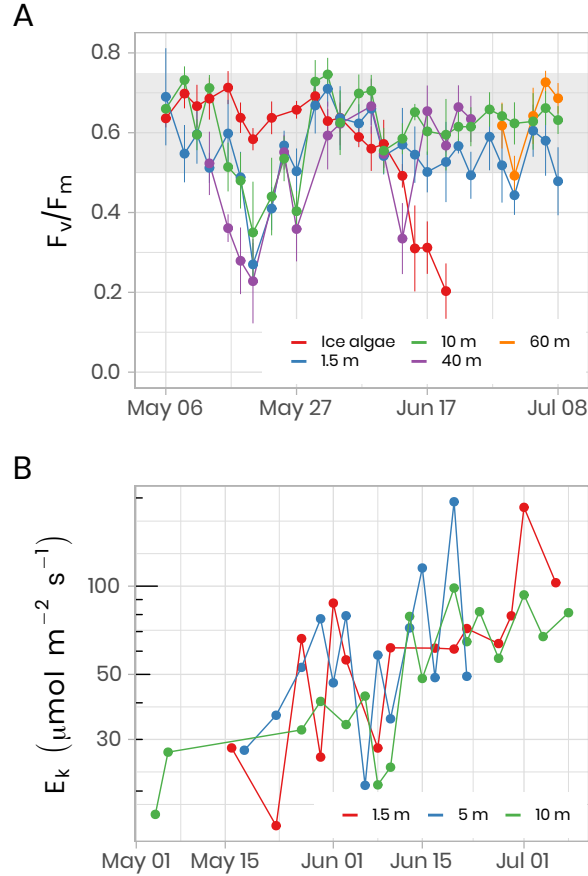 A
0.8
0.6
0.4
0.2
0.0
Fv/Fm
Ice algae
10 m
60 m
1.5 m
40 m
May 06
May 27
Jun 17
Jul 08
B
100
50
30
Ek (μmol m−2 s−1)
1.5 m
5 m
10 m
May 01
May 15
Jun 01
Jun 15
Jul 01